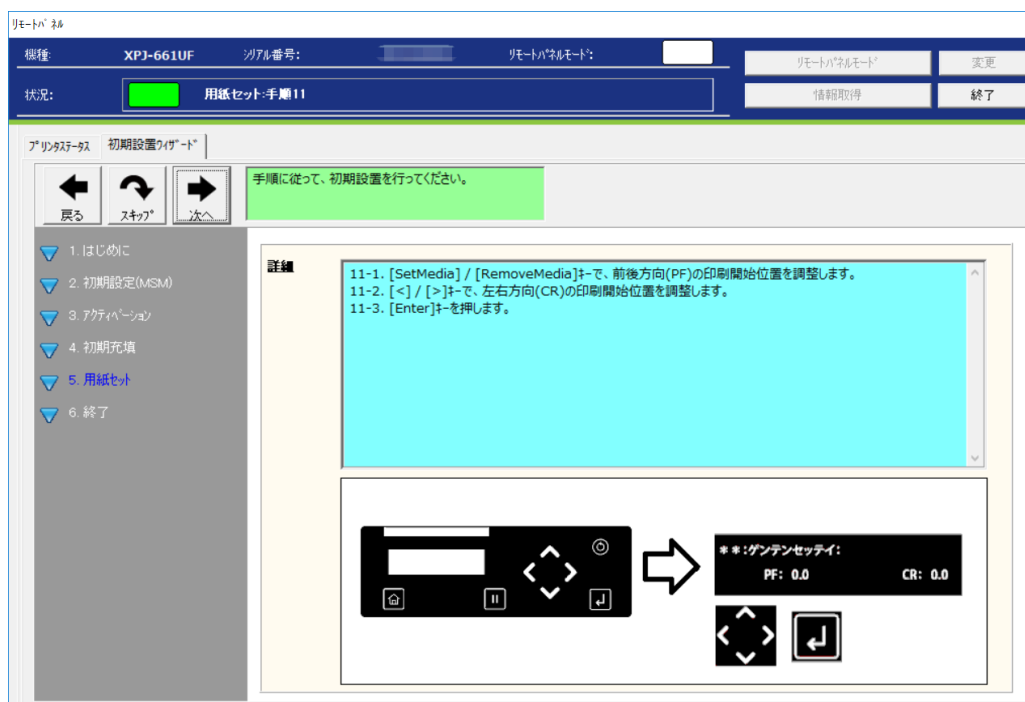 リモートパネル
機種: XPJ-661UF シリアル番号: リモートパネルモード: リモートパネルモード 変更
状況: 用紙セット:手順11 情報取得 終了
プリンタステータス 初期設置ウィザード
戻る スキップ 次へ
手順に従って、初期設置を行ってください。
1. はじめに
2. 初期設定(MSM)
3. アクティベーション
4. 初期充填
5. 用紙セット
6. 終了
詳細
11-1. [SetMedia] / [RemoveMedia]キーで、前後方向(PF)の印刷開始位置を調整します。
11-2. [<] / [>]キーで、左右方向(CR)の印刷開始位置を調整します。
11-3. [Enter]キーを押します。
**:ゲンテンセッテイ:
PF: 0.0 CR: 0.0